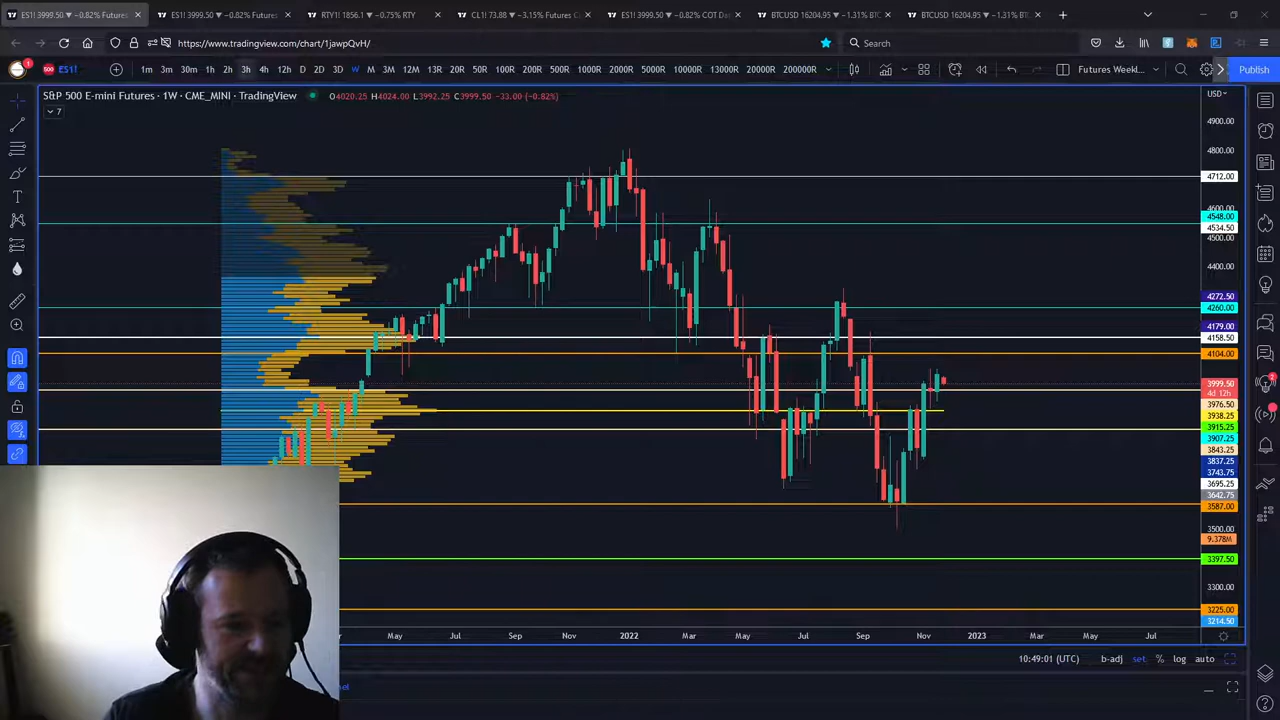 ES1! 3999.50 ▼ −0.82% Futures
ES1! 3999.50 ▼ −0.82% Futures
RTY1! 1856.1 ▼ −0.75% RTY
CL1! 73.88 ▼ −3.15% Futures C
ES1! 3999.50 ▼ −0.82% COT Da
BTCUSD 16204.95 ▼ −1.31% BTC
BTCUSD 16204.95 ▼ −1.31% B
https://www.tradingview.com/chart/1jawpQvH/
Search
500 ES1! 1m 3m 30m 1h 2h 3h 4h 12h D 2D 3D W M 3M 12M 13R 50R 100R 500R 1000R 2000R 5000R 10000R 13000R 20000R 200000R Futures Weekl... Publish
S&P 500 E-mini Futures · 1W · CME_MINI · TradingView O4020.25 H4024.00 L3992.25 C3999.50 −33.00 (−0.82%)
7
USD
4900.00
4800.00
4712.00
4600.00
4548.00
4534.50
4500.00
4400.00
4272.50
4260.00
4179.00
4158.50
4104.00
3999.50
4d 12h
3976.50
3938.25
3915.25
3907.25
3843.25
3837.25
3743.75
3695.25
3642.75
3587.00
3500.00
9.378M
3397.50
3300.00
3225.00
3214.50
May Jul Sep Nov 2022 Mar May Jul Sep Nov 2023 Mar May Jul
10:49:01 (UTC) b-adj set % log auto